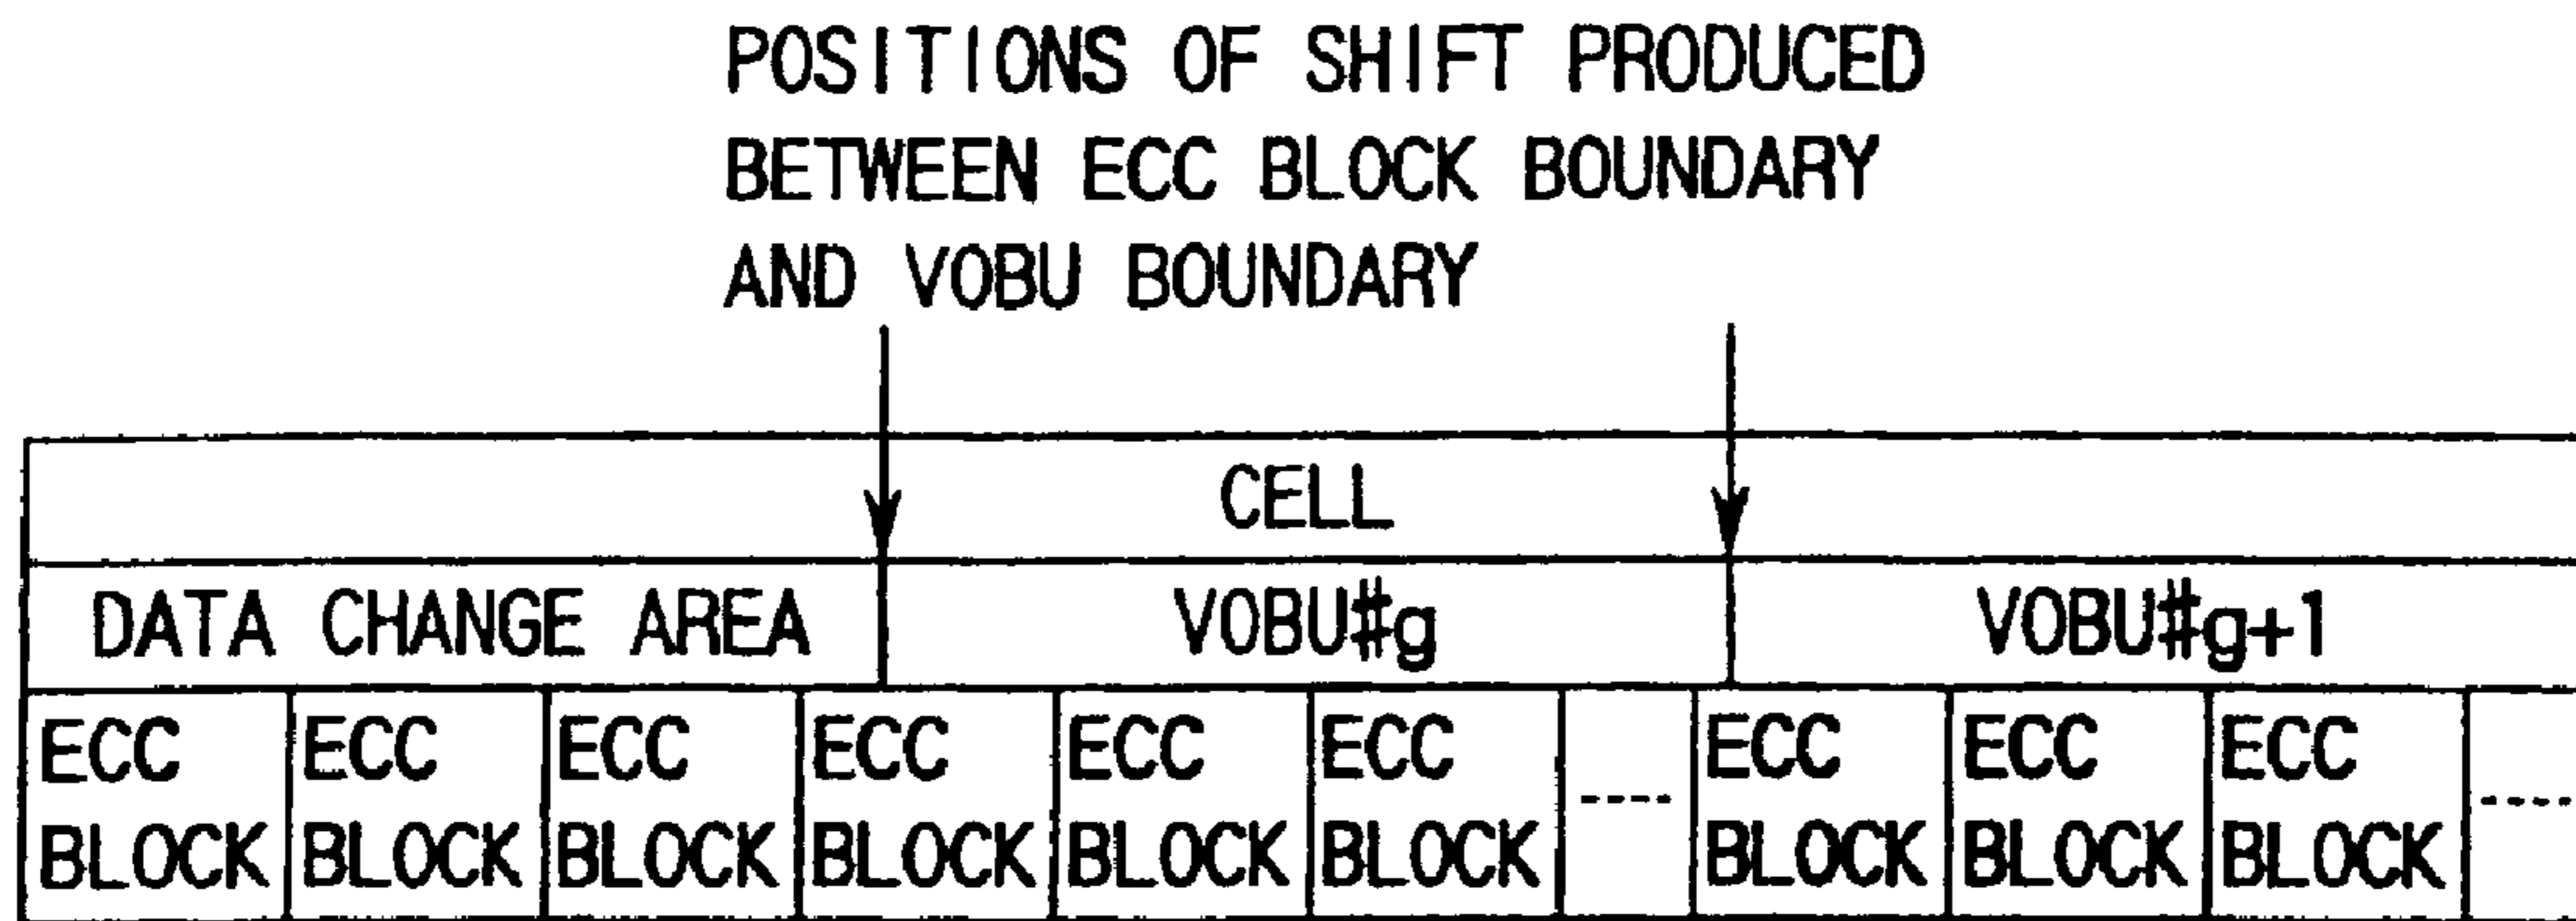 POSITIONS OF SHIFT PRODUCED
BETWEEN ECC BLOCK BOUNDARY
AND VOBU BOUNDARY
CELL
DATA CHANGE AREA VOBU#g VOBU#g+1
ECC ECC ECC ECC ECC ECC ---- ECC ECC ECC ----
BLOCK BLOCK BLOCK BLOCK BLOCK BLOCK BLOCK BLOCK BLOCK